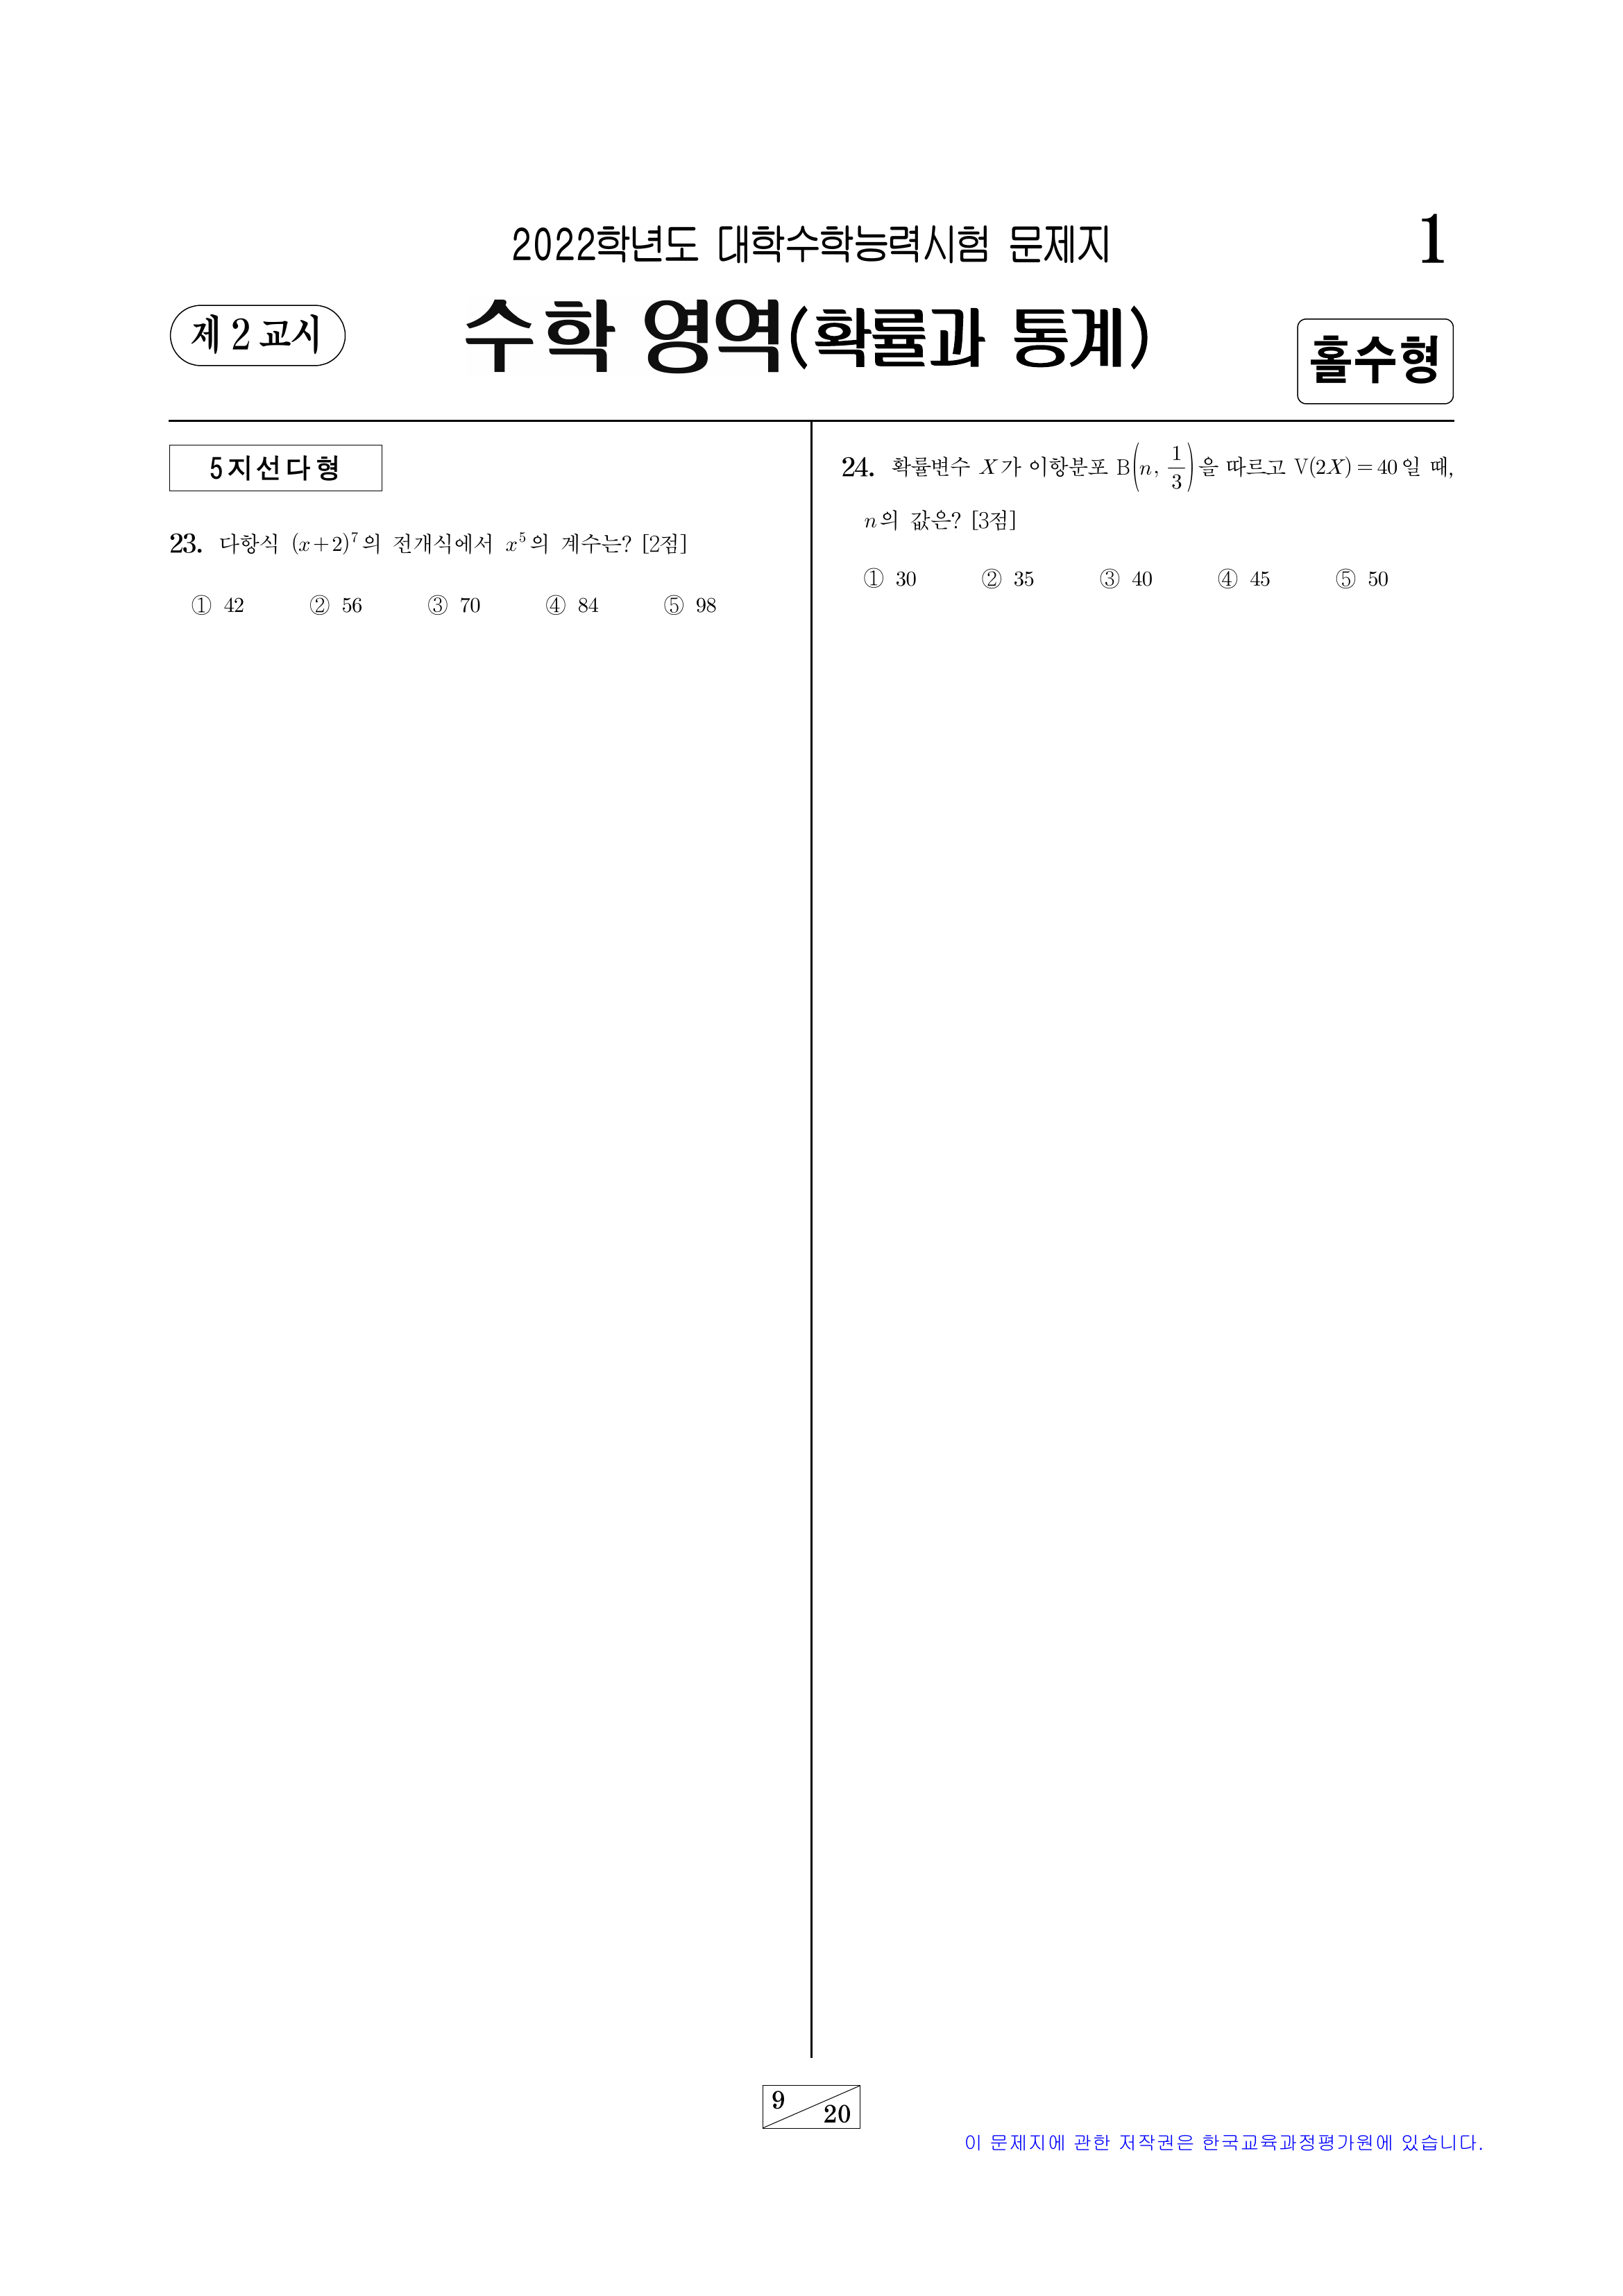 2022학년도 대학수학능력시험 문제지
1
제 2 교시
수학 영역(확률과 통계)
홀수형
5지선다형
23. 다항식 (x+2)⁷의 전개식에서 x⁵의 계수는? [2점]
① 42 ② 56 ③ 70 ④ 84 ⑤ 98
24. 확률변수 X가 이항분포 B(n, 1/3)을 따르고 V(2X)=40일 때,
n의 값은? [3점]
① 30 ② 35 ③ 40 ④ 45 ⑤ 50
9
20
이 문제지에 관한 저작권은 한국교육과정평가원에 있습니다.